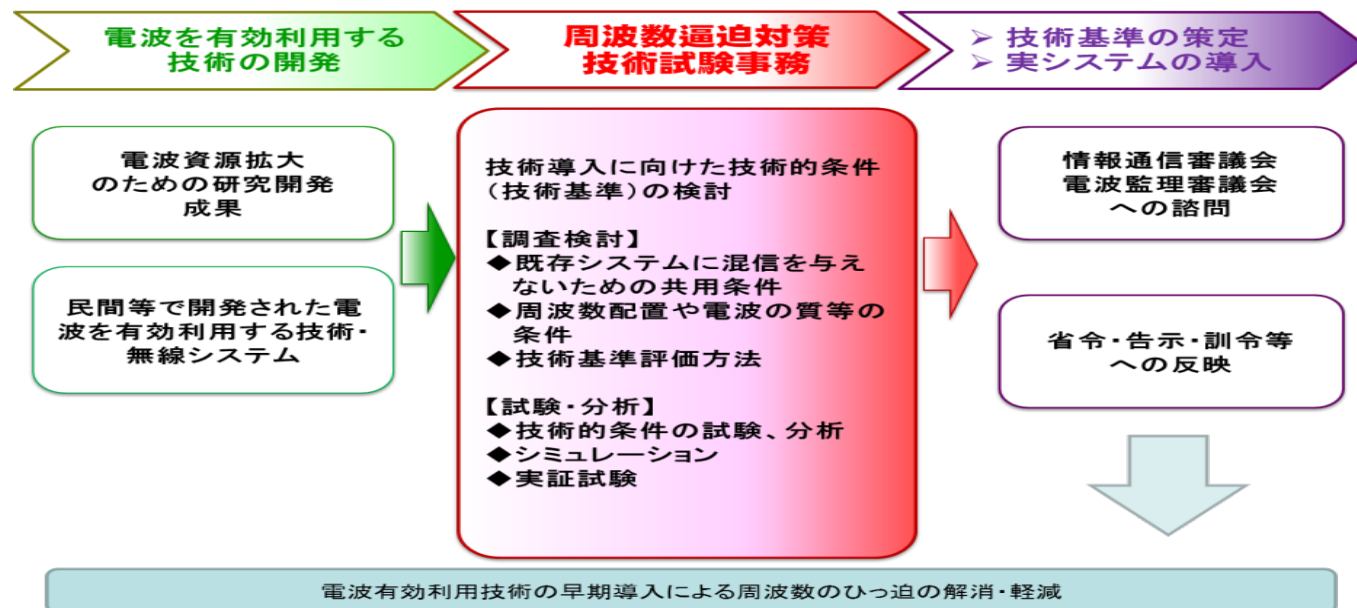 電波を有効利用する
技術の開発
周波数逼迫対策
技術試験事務
➢ 技術基準の策定
➢ 実システムの導入
電波資源拡大
のための研究開発
成果
民間等で開発された電
波を有効利用する技術・
無線システム
技術導入に向けた技術的条件
(技術基準)の検討
【調査検討】
◆既存システムに混信を与え
ないための共用条件
◆周波数配置や電波の質等の
条件
◆技術基準評価方法
【試験・分析】
◆技術的条件の試験、分析
◆シミュレーション
◆実証試験
情報通信審議会
電波監理審議会
への諮問
省令・告示・訓令等
への反映
電波有効利用技術の早期導入による周波数のひっ迫の解消・軽減